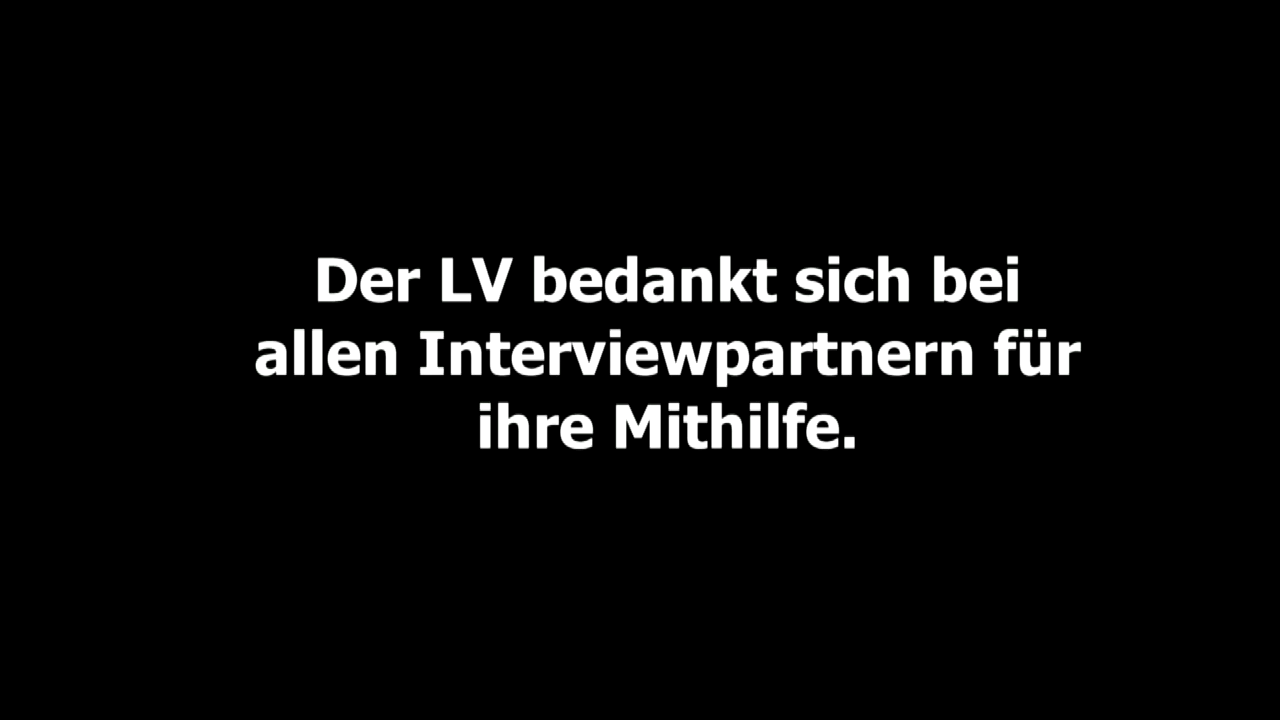 Der LV bedankt sich bei
allen Interviewpartnern für
ihre Mithilfe.